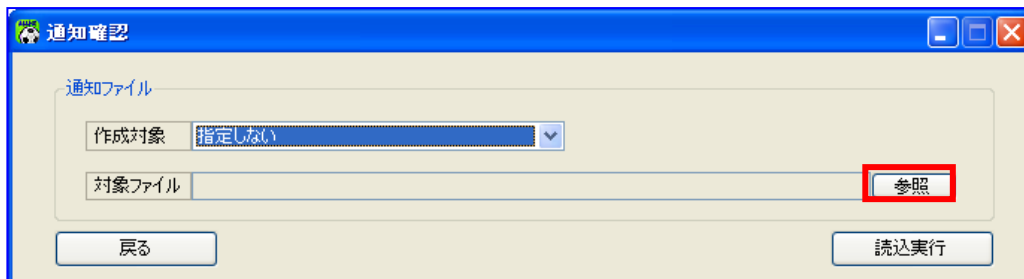 通知確認
通知ファイル
作成対象 指定しない
対象ファイル 参照
戻る 読込実行